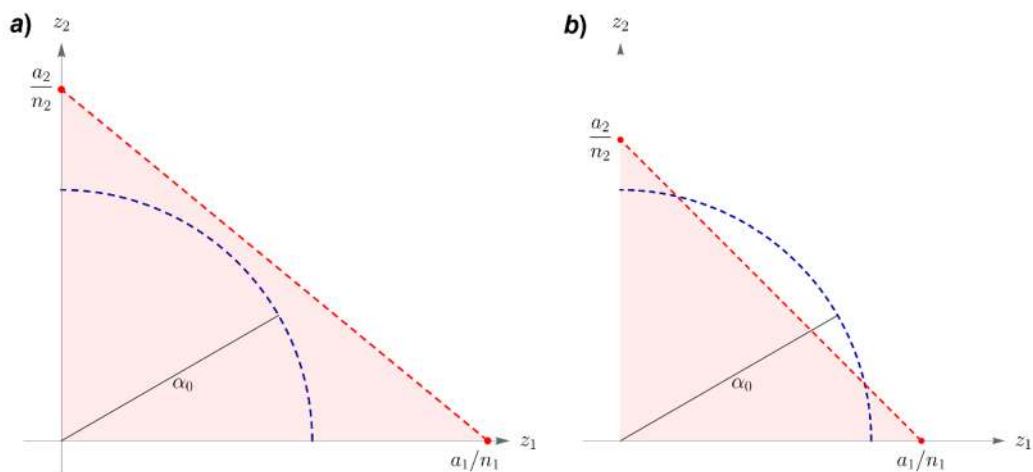 a)
z₂
a₂/n₂
α₀
z₁
a₁/n₁
b)
z₂
a₂/n₂
α₀
z₁
a₁/n₁